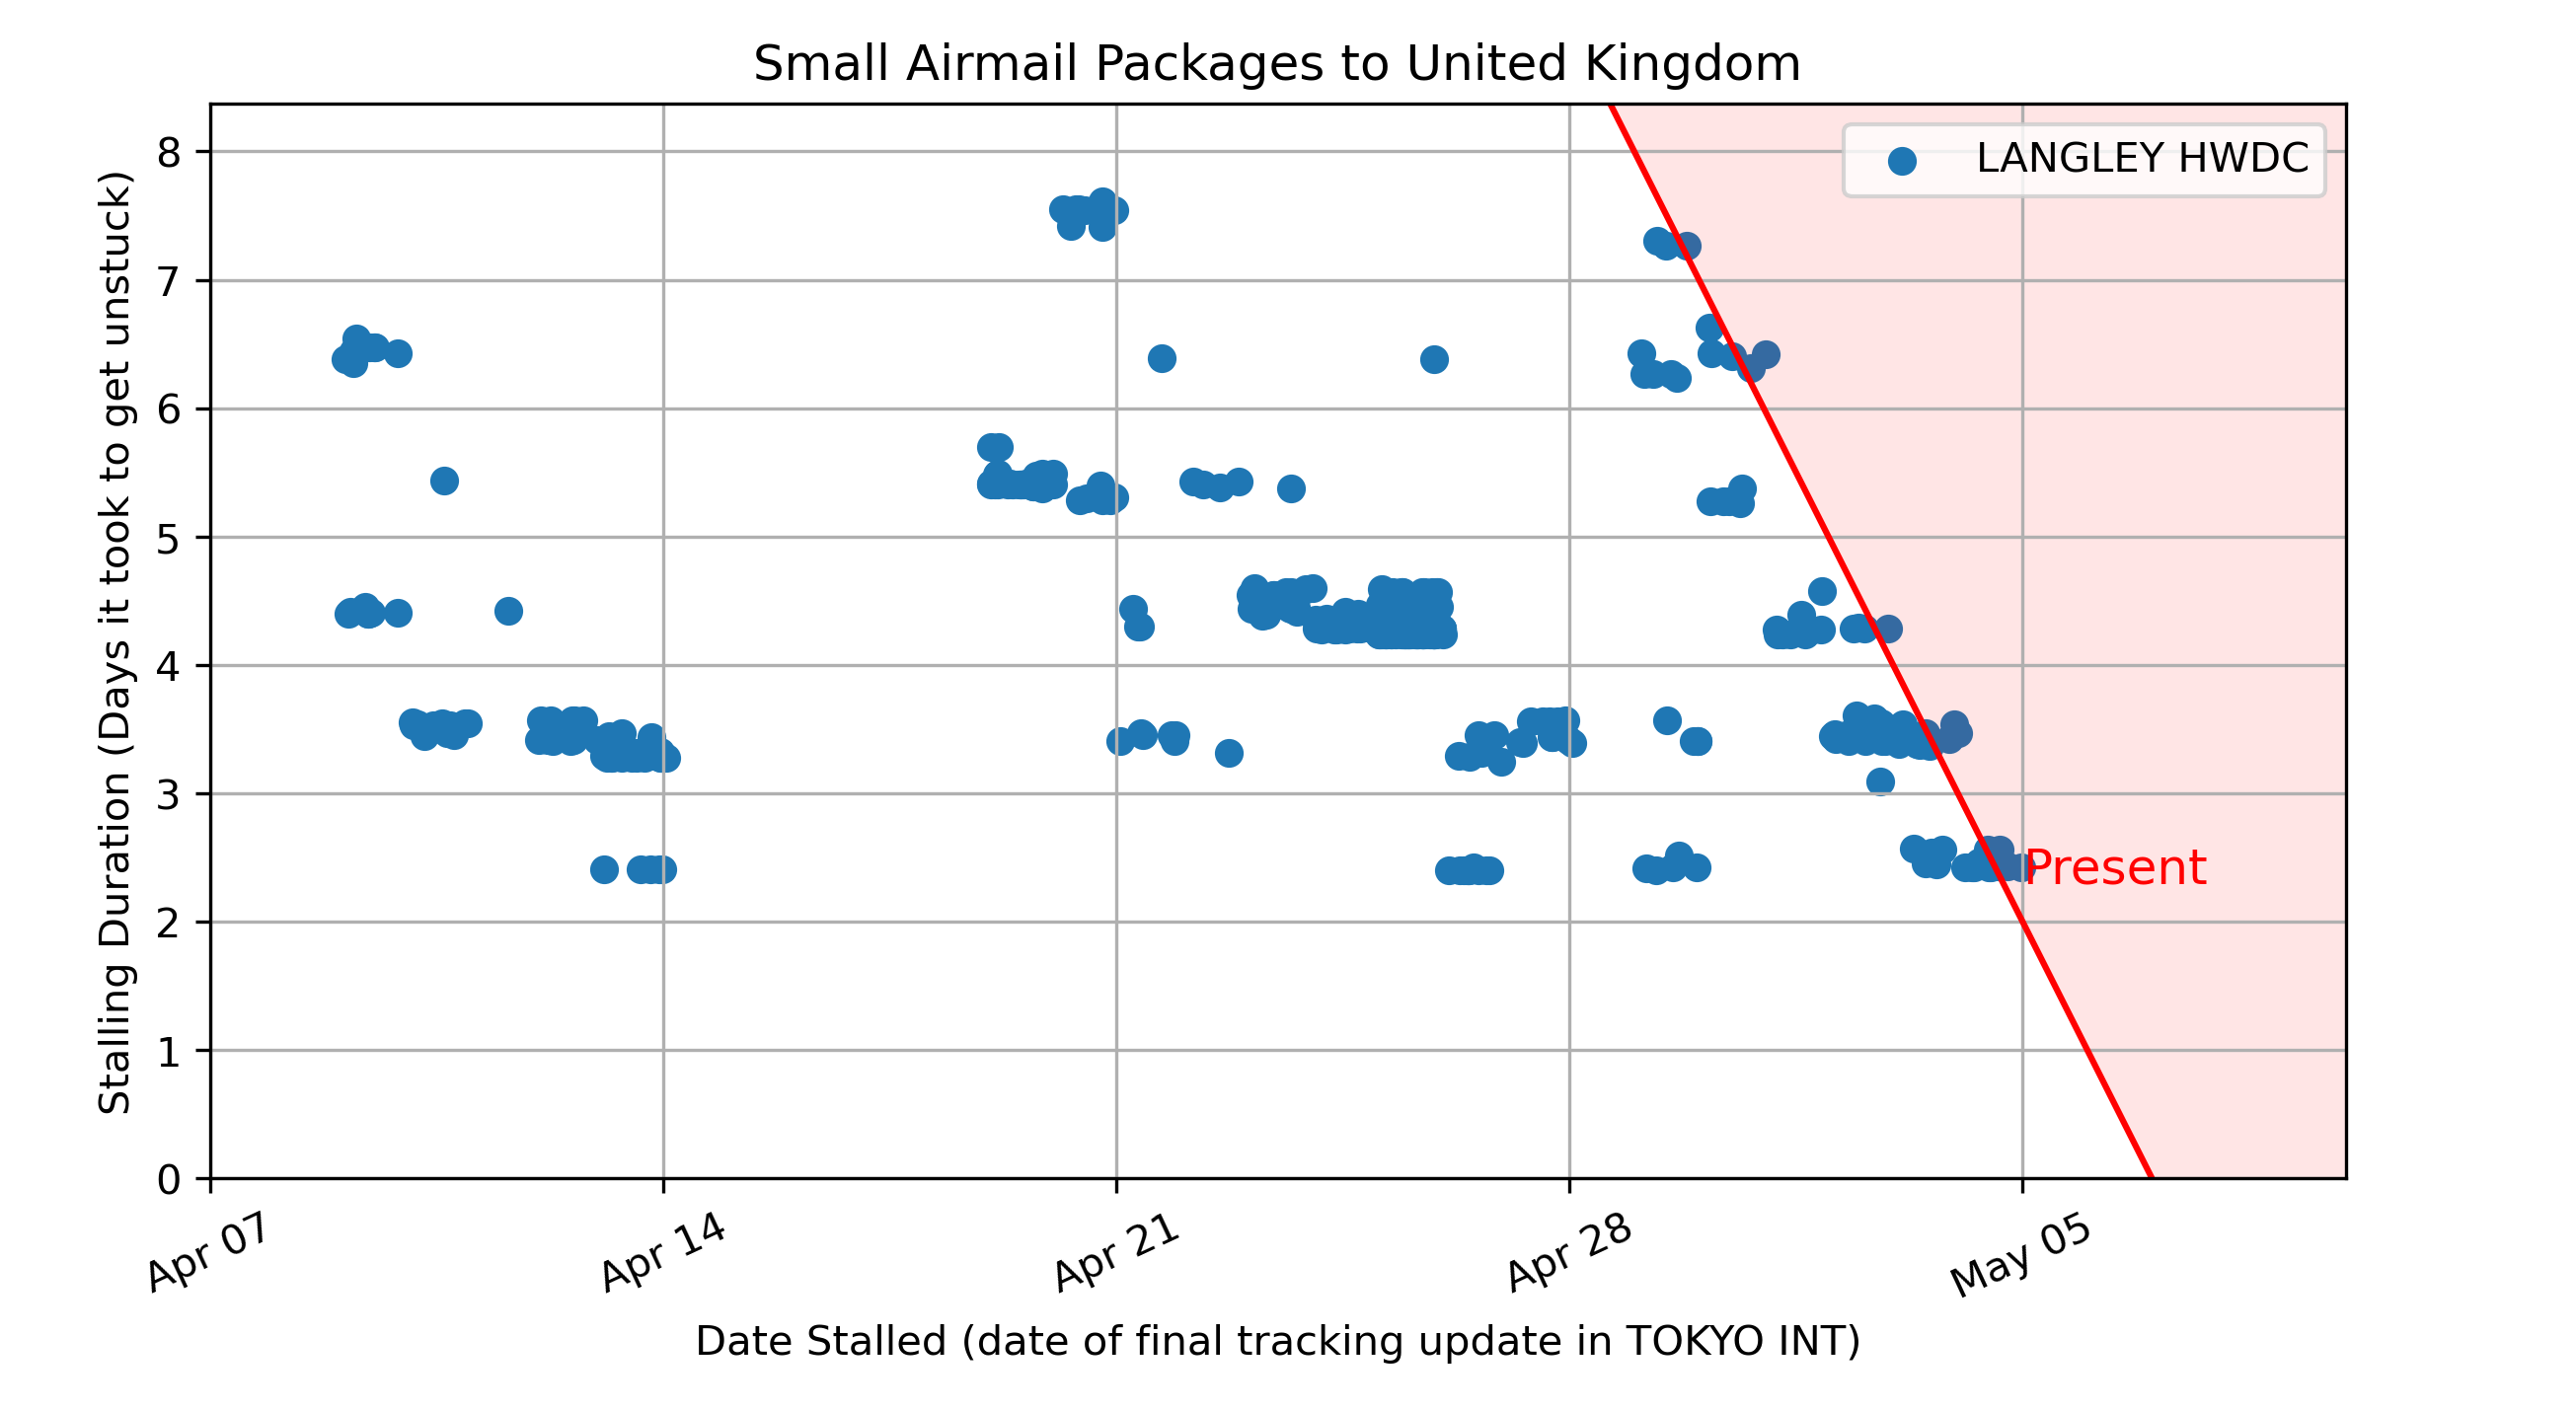 Small Airmail Packages to United Kingdom
LANGLEY HWDC
Stalling Duration (Days it took to get unstuck)
8
7
6
5
4
3
2
1
0
Present
Apr 07
Apr 14
Apr 21
Apr 28
May 05
Date Stalled (date of final tracking update in TOKYO INT)